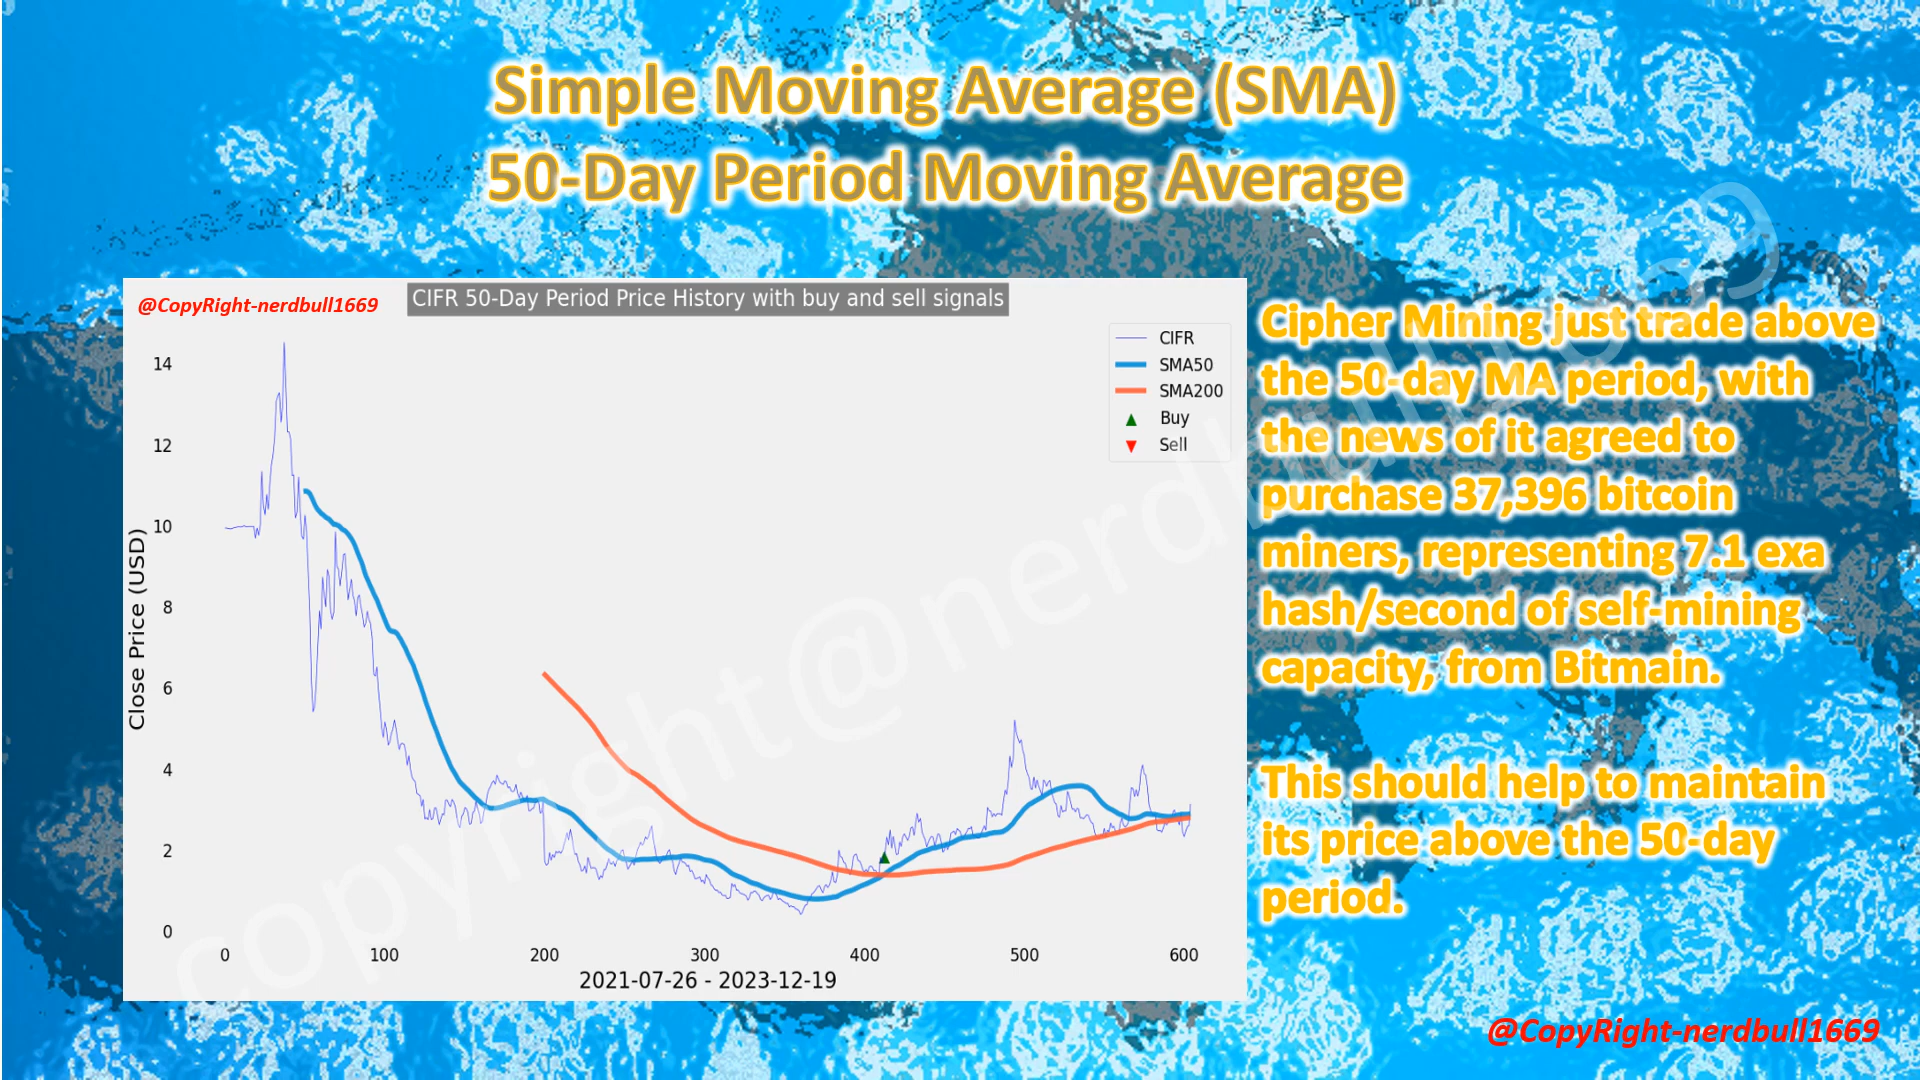 Simple Moving Average (SMA)
50-Day Period Moving Average
@CopyRight-nerdbull1669
CIFR 50-Day Period Price History with buy and sell signals
CIFR
SMA50
SMA200
Buy
Sell
Close Price (USD)
14
12
10
8
6
4
2
0
0 100 200 300 400 500 600
2021-07-26 - 2023-12-19
Cipher Mining just trade above
the 50-day MA period, with
the news of it agreed to
purchase 37,396 bitcoin
miners, representing 7.1 exa
hash/second of self-mining
capacity, from Bitmain.
This should help to maintain
its price above the 50-day
period.
copyright@nerdbull1669
@CopyRight-nerdbull1669